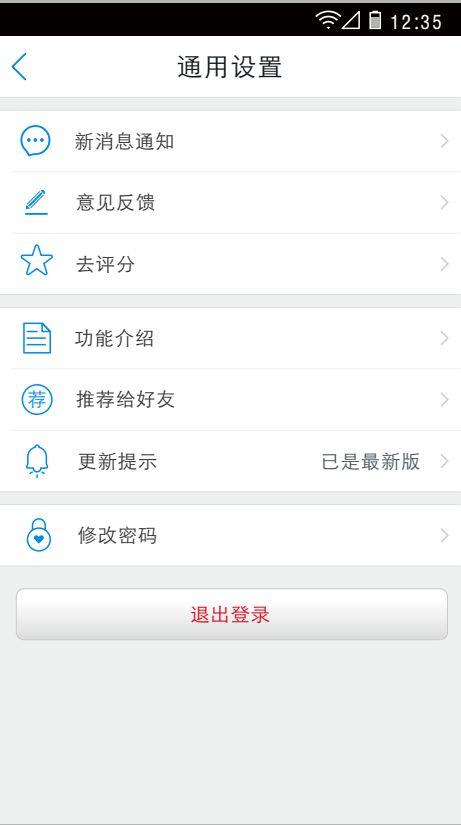 12:35
通用设置
新消息通知
意见反馈
去评分
功能介绍
荐 推荐给好友
更新提示 已是最新版
修改密码
退出登录